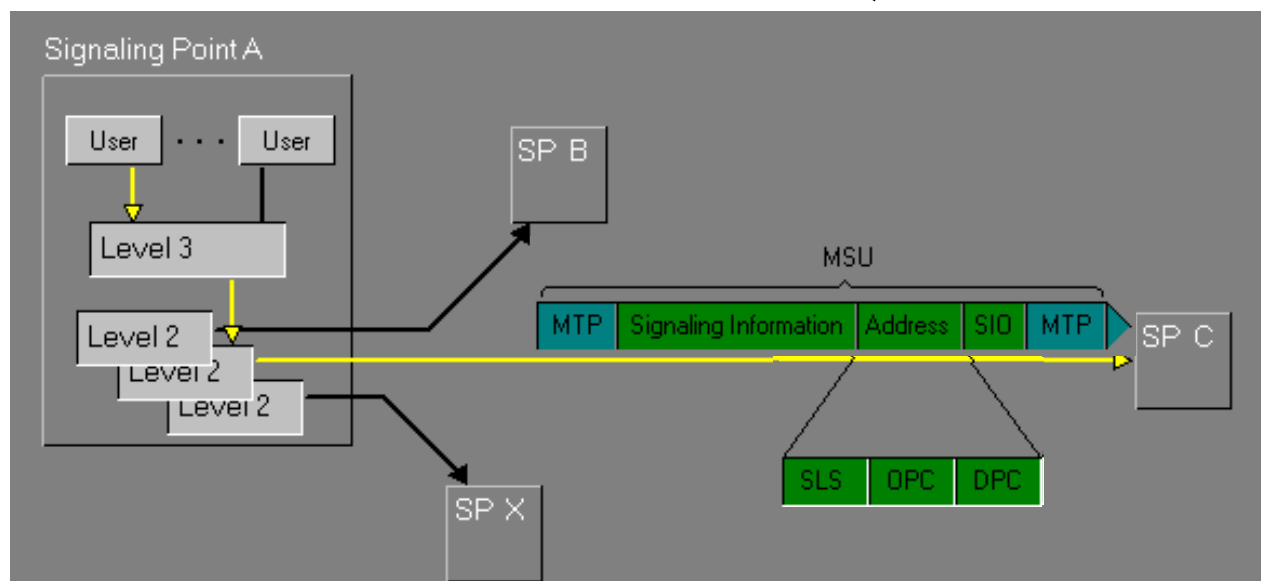 Signaling Point A
User . . . User
Level 3
Level 2
Level 2
Level 2
SP B
SP X
MSU
MTP Signaling Information Address SIO MTP
SP C
SLS OPC DPC